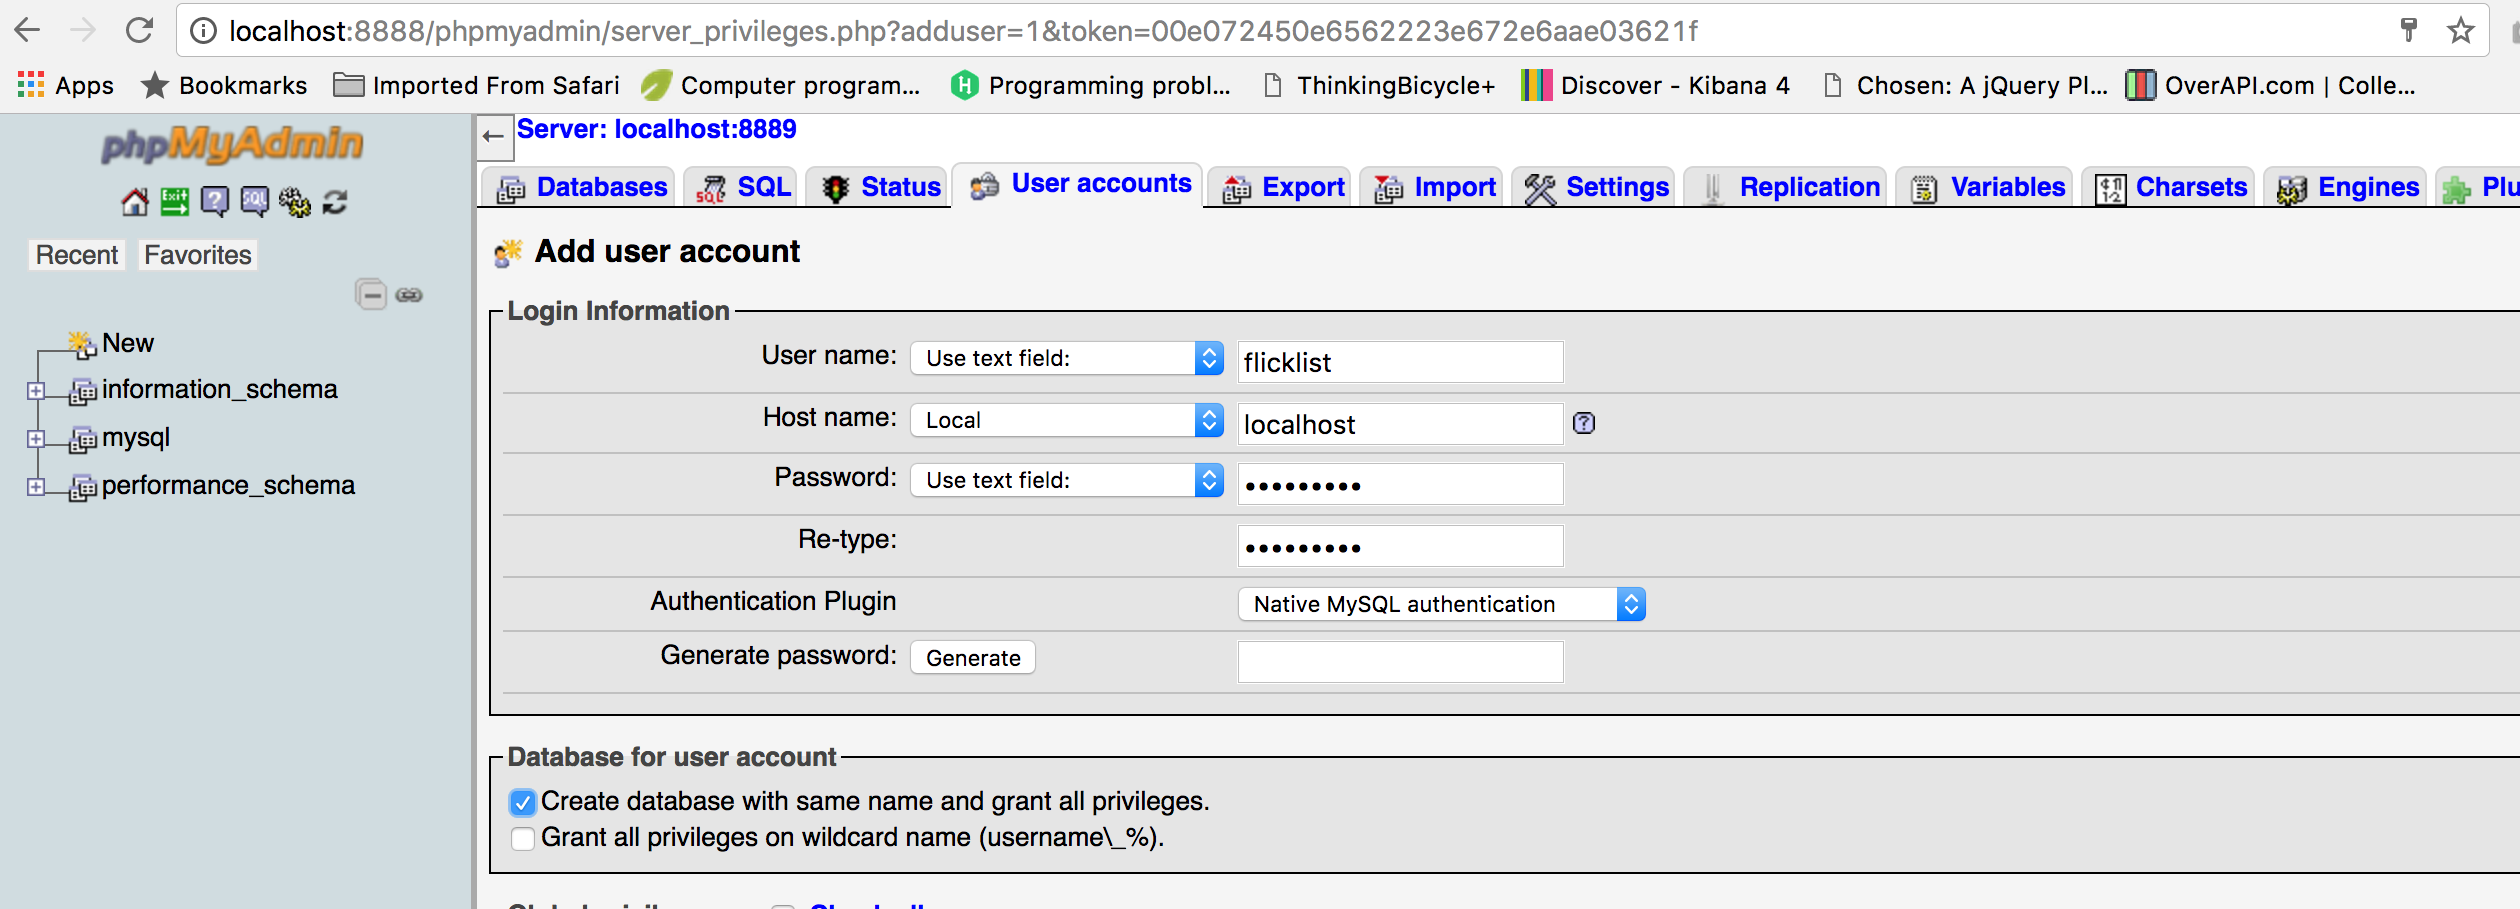 localhost:8888/phpmyadmin/server_privileges.php?adduser=1&token=00e072450e6562223e672e6aae03621f
Apps Bookmarks Imported From Safari Computer program... Programming probl... ThinkingBicycle+ Discover - Kibana 4 Chosen: A jQuery Pl... OverAPI.com | Colle...
phpMyAdmin
Exit ? SQL
Recent Favorites
New
information_schema
mysql
performance_schema
Server: localhost:8889
Databases SQL Status User accounts Export Import Settings Replication Variables Charsets Engines Plu
Add user account
Login Information
User name: Use text field: flicklist
Host name: Local localhost
Password: Use text field: •••••••••
Re-type: •••••••••
Authentication Plugin Native MySQL authentication
Generate password: Generate
Database for user account
Create database with same name and grant all privileges.
Grant all privileges on wildcard name (username\_%).